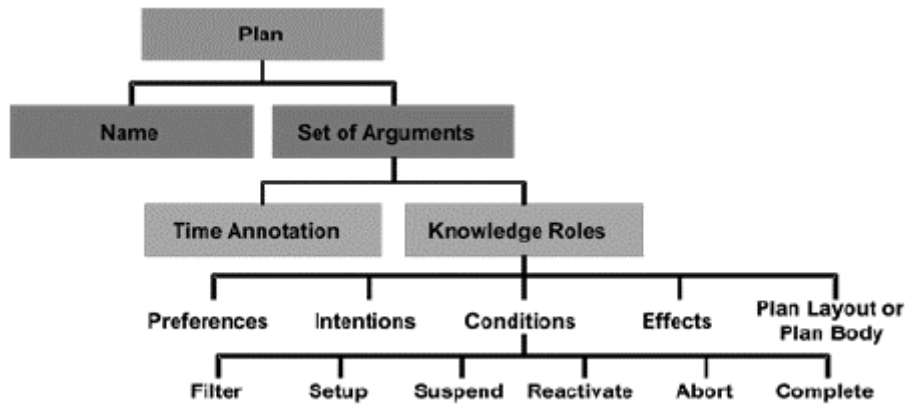 Plan
Name
Set of Arguments
Time Annotation
Knowledge Roles
Preferences
Intentions
Conditions
Effects
Plan Layout or
Plan Body
Filter
Setup
Suspend
Reactivate
Abort
Complete